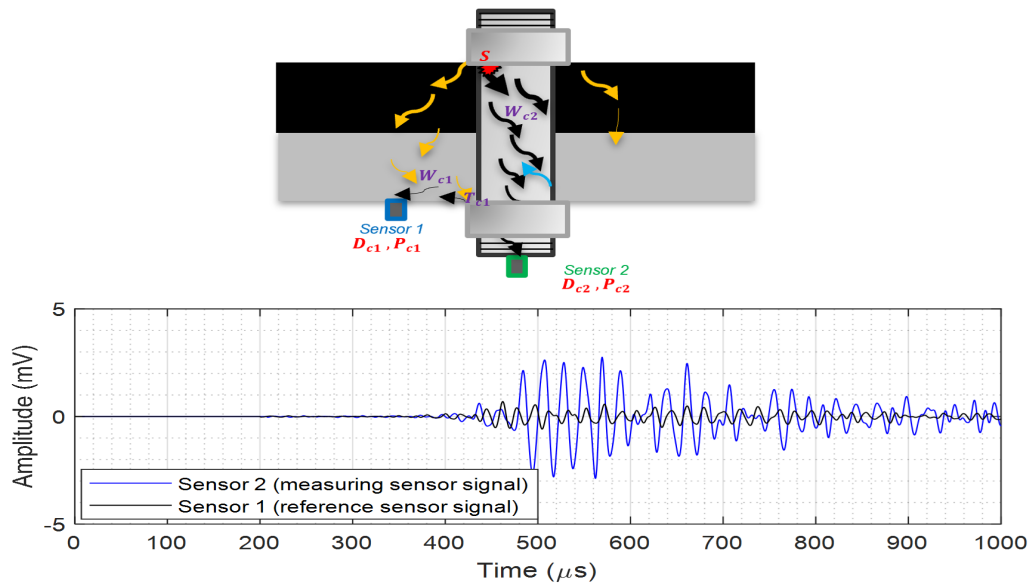 S
W_c2
W_c1
T_c1
Sensor 1
D_c1 , P_c1
Sensor 2
D_c2 , P_c2
5
0
-5
Amplitude (mV)
Sensor 2 (measuring sensor signal)
Sensor 1 (reference sensor signal)
0 100 200 300 400 500 600 700 800 900 1000
Time (μs)